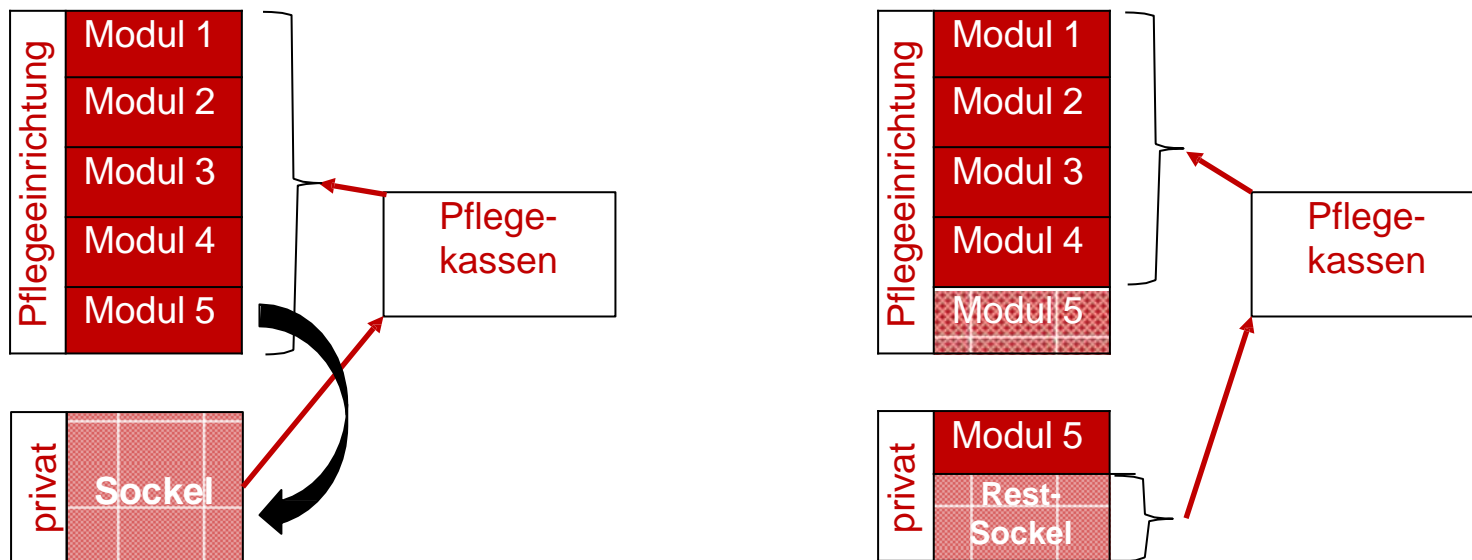 Pflegeeinrichtung
Modul 1
Modul 2
Modul 3
Modul 4
Modul 5
Pflege-
kassen
privat
Sockel
Pflegeeinrichtung
Modul 1
Modul 2
Modul 3
Modul 4
Modul 5
Pflege-
kassen
privat
Modul 5
Rest-
Sockel